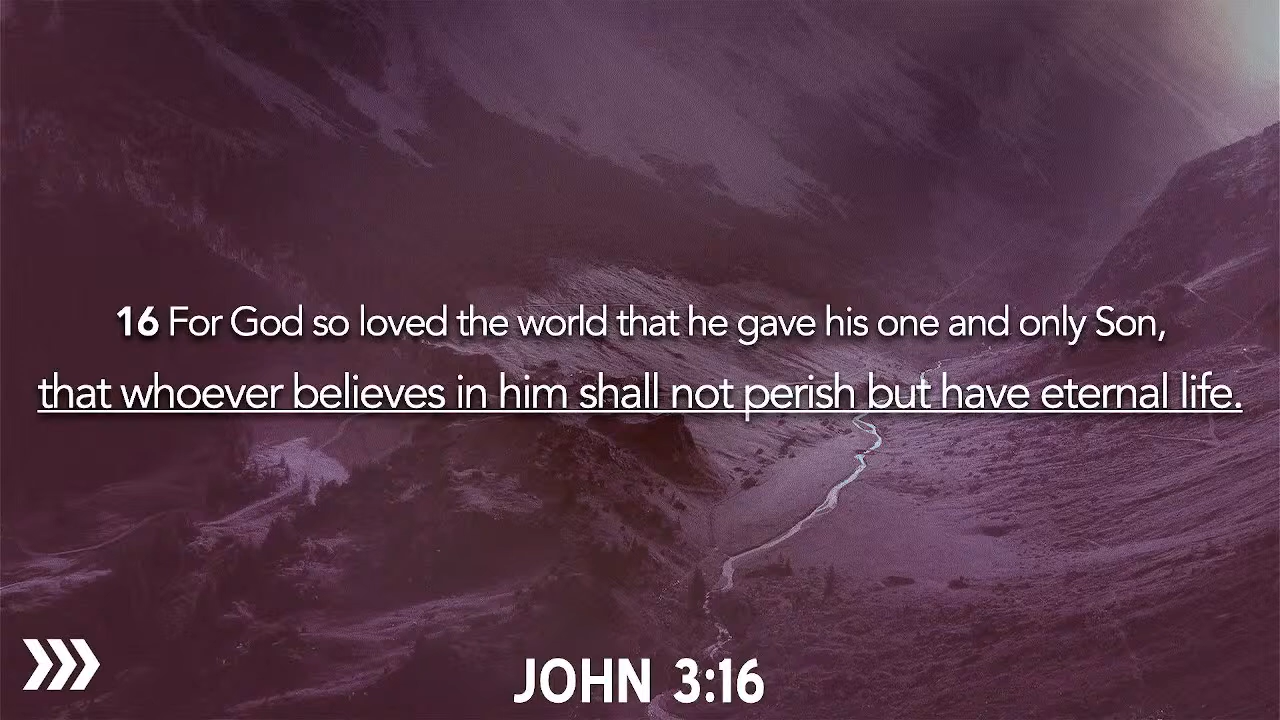 16 For God so loved the world that he gave his one and only Son,
that whoever believes in him shall not perish but have eternal life.
JOHN 3:16